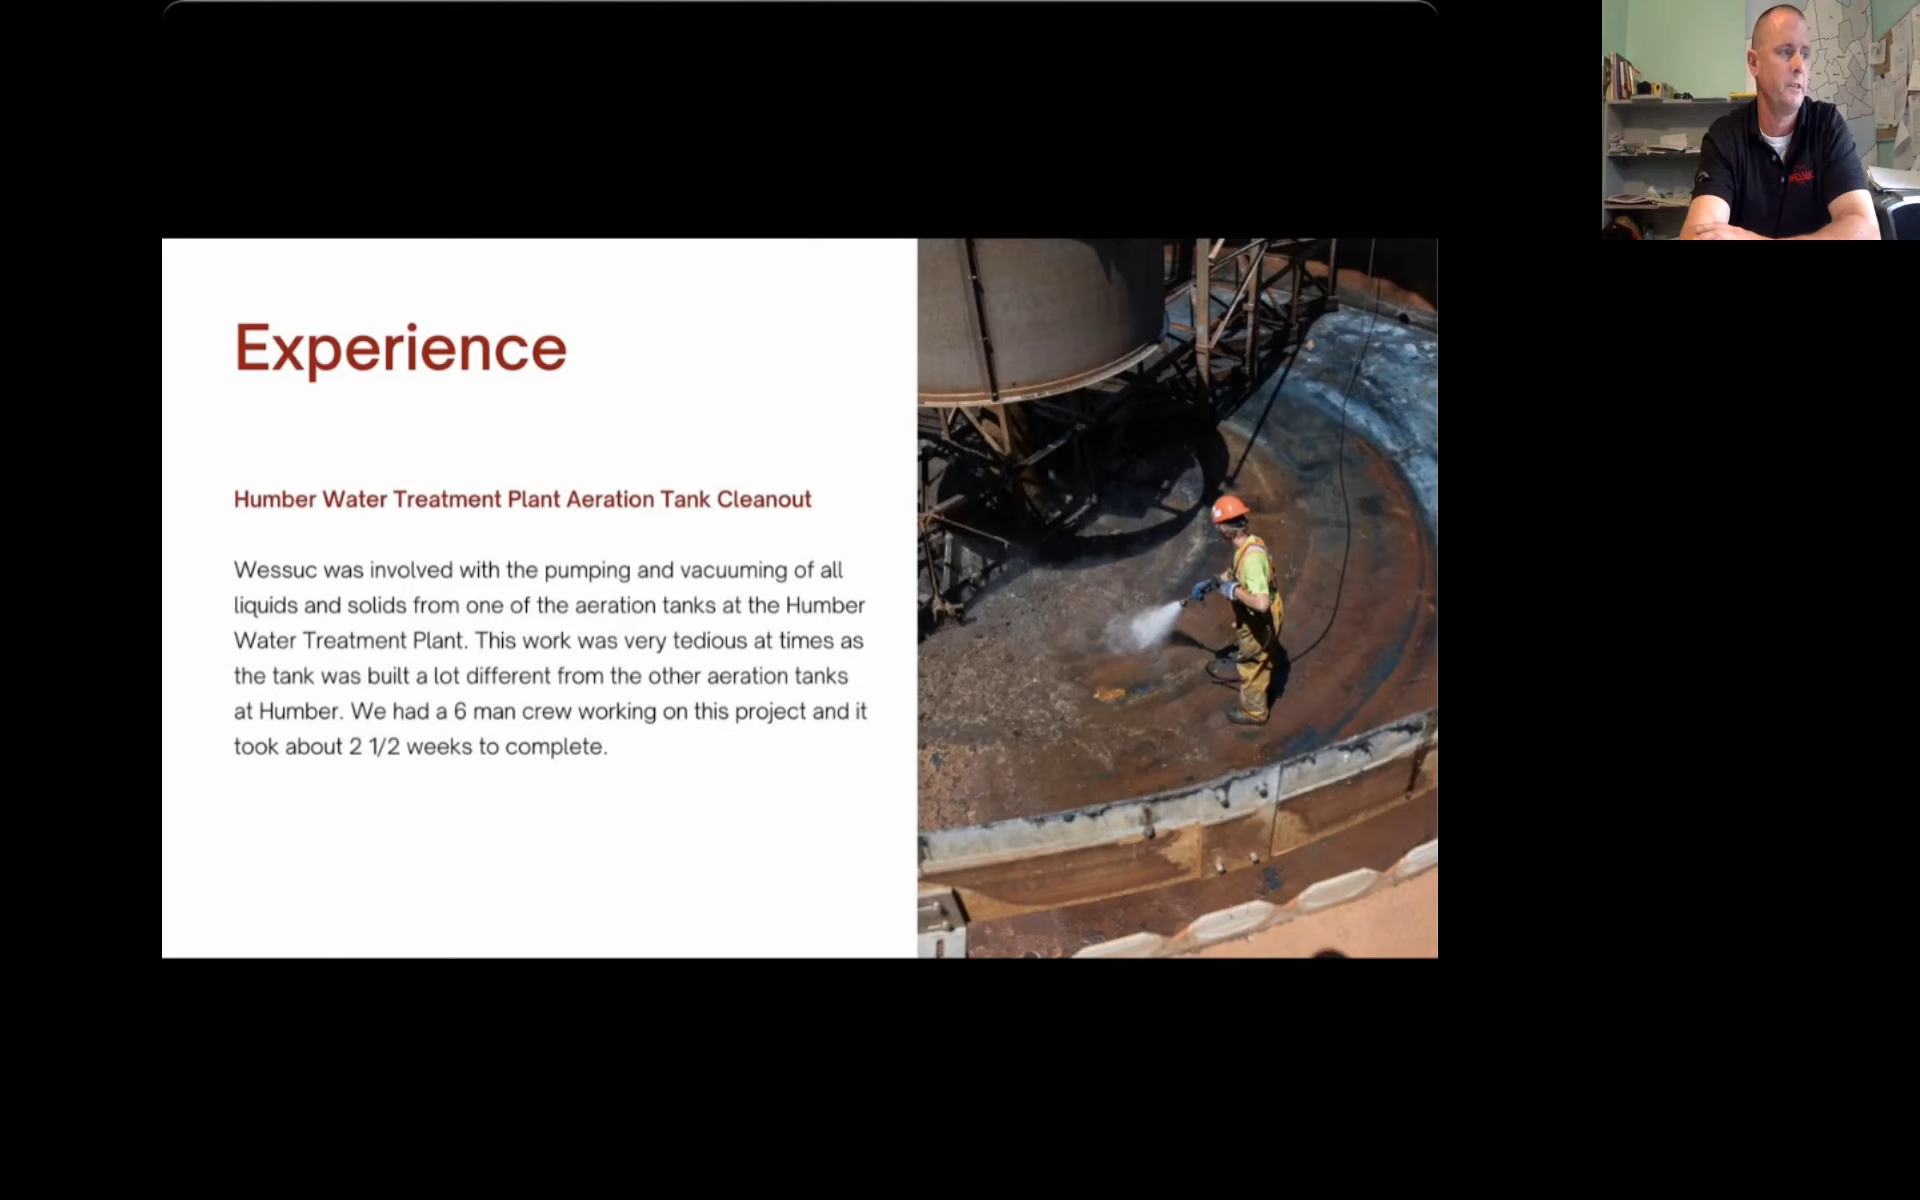 Experience
Humber Water Treatment Plant Aeration Tank Cleanout
Wessuc was involved with the pumping and vacuuming of all
liquids and solids from one of the aeration tanks at the Humber
Water Treatment Plant. This work was very tedious at times as
the tank was built a lot different from the other aeration tanks
at Humber. We had a 6 man crew working on this project and it
took about 2 1/2 weeks to complete.
WESSUC